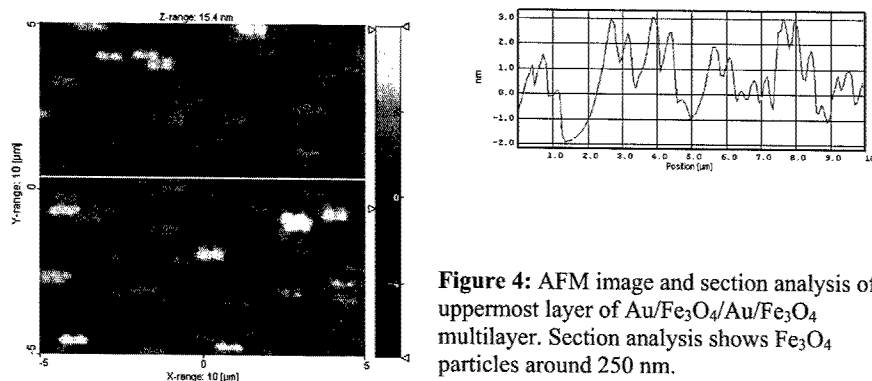 Z-range: 15.4 nm
5
0
-5
Y-range: 10 [µm]
-5
0
5
X-range: 10 [µm]
0
3.0
2.0
1.0
0.0
-1.0
-2.0
nm
1.0 2.0 3.0 4.0 5.0 6.0 7.0 8.0 9.0
Position [µm]
Figure 4: AFM image and section analysis of
uppermost layer of Au/Fe₃O₄/Au/Fe₃O₄
multilayer. Section analysis shows Fe₃O₄
particles around 250 nm.